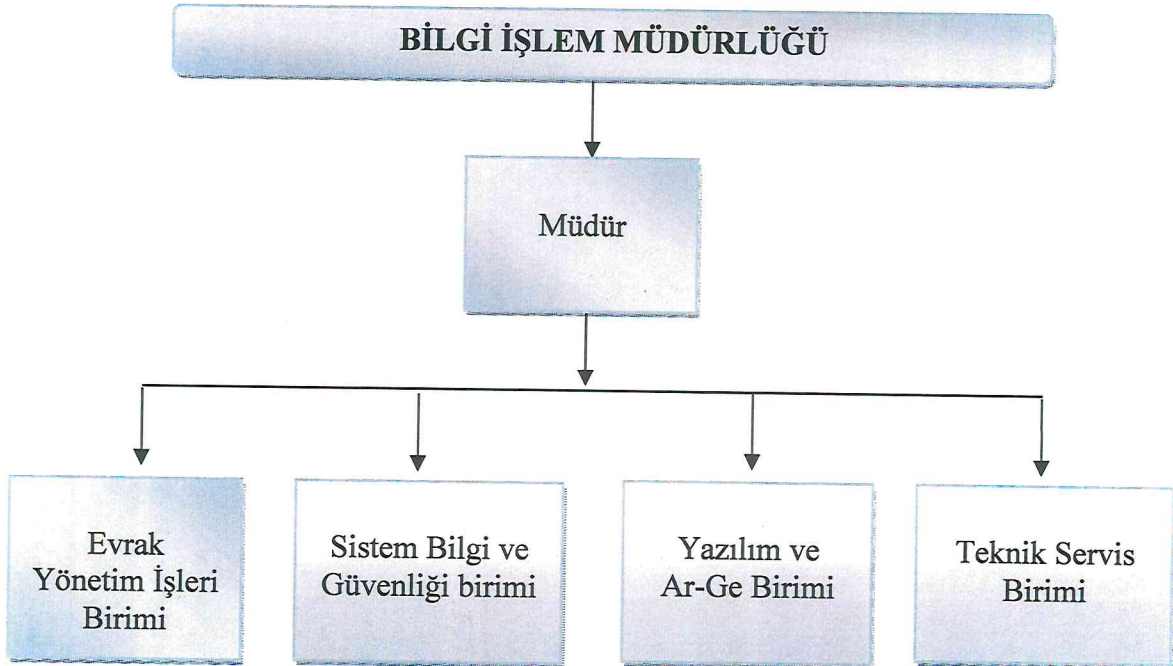 BİLGİ İŞLEM MÜDÜRLÜĞÜ
Müdür
Evrak
Yönetim İşleri
Birimi
Sistem Bilgi ve
Güvenliği birimi
Yazılım ve
Ar-Ge Birimi
Teknik Servis
Birimi